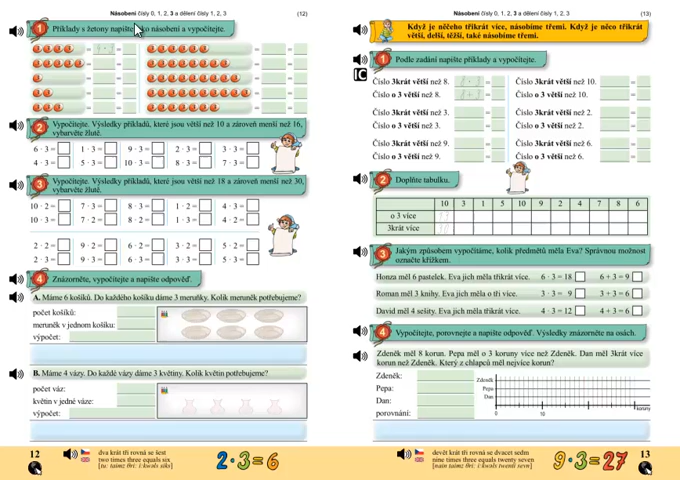 Násobení čísly 0, 1, 2, 3 a dělení čísly 1, 2, 3
(12)
1 Příklady s žetony napište jako násobení a vypočítejte.
2 Vypočítejte. Výsledky příkladů, které jsou větší než 10 a zároveň menší než 16,
vybarvěte žlutě.
6 · 3 = 1 · 3 = 9 · 3 = 2 · 3 = 3 · 3 =
4 · 3 = 5 · 3 = 10 · 3 = 8 · 3 = 7 · 3 =
3 Vypočítejte. Výsledky příkladů, které jsou větší než 18 a zároveň menší než 30,
vybarvěte žlutě.
10 · 2 = 7 · 3 = 8 · 3 = 1 · 3 = 4 · 3 =
10 · 3 = 7 · 2 = 8 · 2 = 1 · 3 = 4 · 2 =
2 · 2 = 9 · 2 = 6 · 2 = 3 · 2 = 5 · 2 =
2 · 3 = 9 · 3 = 6 · 3 = 3 · 3 = 5 · 3 =
4 Znázorněte, vypočítejte a napište odpověď.
A. Máme 6 košíků. Do každého košíku dáme 3 meruňky. Kolik meruněk potřebujeme?
počet košíků:
meruněk v jednom košíku:
výpočet:
B. Máme 4 vázy. Do každé vázy dáme 3 květiny. Kolik květin potřebujeme?
počet váz:
květin v jedné váze:
výpočet:
12
dva krát tři rovná se šest
two times three equals six
2·3=6
Násobení čísly 0, 1, 2, 3 a dělení čísly 1, 2, 3
(13)
Když je něčeho třikrát více, násobíme třemi. Když je něco třikrát
větší, delší, těžší, také násobíme třemi.
1 Podle zadání napište příklady a vypočítejte.
IC
Číslo 3krát větší než 8. 8 · 3 = Číslo 3krát větší než 10. =
Číslo o 3 větší než 8. 8 + 3 = Číslo o 3 větší než 10. =
Číslo 3krát větší než 3. = Číslo 3krát větší než 2. =
Číslo o 3 větší než 3. = Číslo o 3 větší než 2. =
Číslo 3krát větší než 9. = Číslo 3krát větší než 6. =
Číslo o 3 větší než 9. = Číslo o 3 větší než 6. =
2 Doplňte tabulku.
10 3 1 5 9 2 4 7 8 6
o 3 více
3krát více
3 Jakým způsobem vypočítáme, kolik předmětů měla Eva? Správnou možnost
označte křížkem.
Honza měl 6 pastelek. Eva jich měla třikrát více. 6 · 3 = 18 6 + 3 = 9
Roman měl 3 knihy. Eva jich měla o tři více. 3 · 3 = 9 3 + 3 = 6
David měl 4 sešity. Eva jich měla třikrát více. 4 · 3 = 12 4 + 3 = 6
4 Vypočítejte, porovnejte a napište odpověď. Výsledky znázorněte na osách.
Zdeněk měl 8 korun. Pepa měl o 3 koruny více než Zdeněk. Dan měl 3krát více
korun než Zdeněk. Který z chlapců měl nejvíce korun?
Zdeněk:
Pepa:
Dan:
porovnání:
Zdeněk
Pepa
Dan
0 10 koruny
devět krát tři se rovná dvacet sedm
nine times three equals twenty seven
9·3=27
13